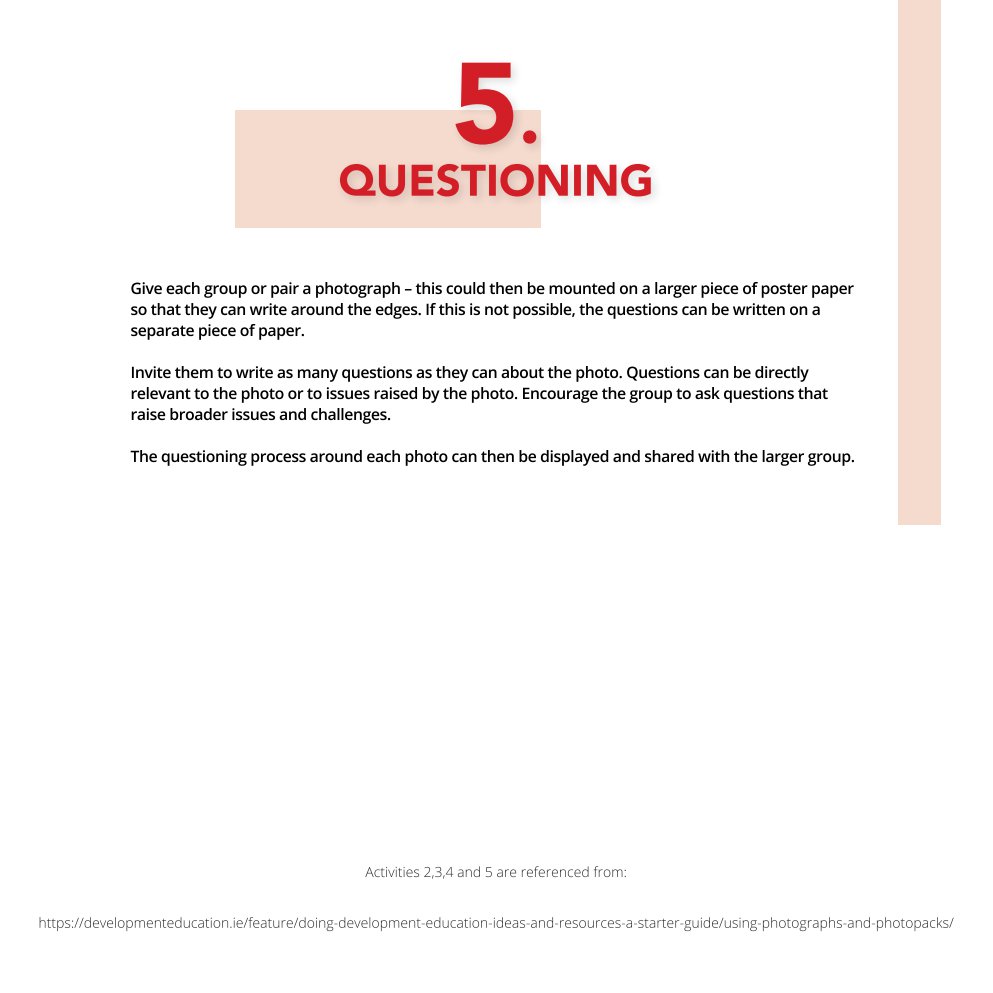 5.
QUESTIONING
Give each group or pair a photograph – this could then be mounted on a larger piece of poster paper
so that they can write around the edges. If this is not possible, the questions can be written on a
separate piece of paper.
Invite them to write as many questions as they can about the photo. Questions can be directly
relevant to the photo or to issues raised by the photo. Encourage the group to ask questions that
raise broader issues and challenges.
The questioning process around each photo can then be displayed and shared with the larger group.
Activities 2,3,4 and 5 are referenced from:
https://developmenteducation.ie/feature/doing-development-education-ideas-and-resources-a-starter-guide/using-photographs-and-photopacks/